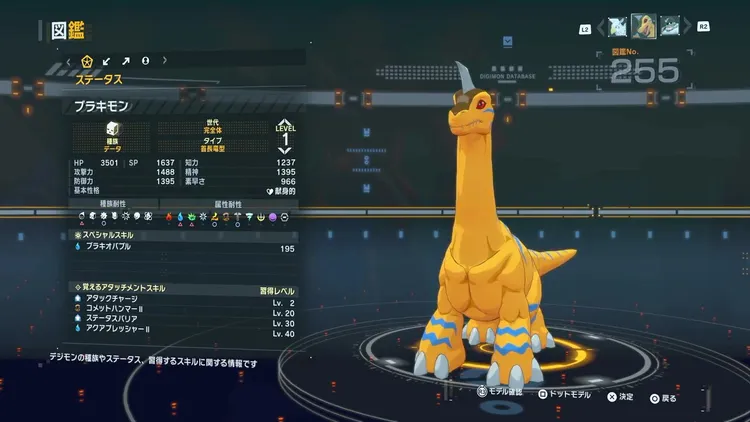 図鑑
L2
R2
図鑑No.
255
DIGIMON DATABASE
ステータス
ブラキモン
種族
データ
世代
完全体
タイプ
首長竜型
LEVEL
1
HP 3501 SP 1637 知力 1237
攻撃力 1488 精神 1395
防御力 1395 素早さ 966
基本性格 献身的
種族耐性 属性耐性
スペシャルスキル
ブラキオバブル 195
覚えるアタッチメントスキル 習得レベル
アタックチャージ Lv. 2
コメットハンマーⅡ Lv. 20
ステータスバリア Lv. 30
アクアプレッシャーⅡ Lv. 40
デジモンの種族やステータス、習得するスキルに関する情報です
モデル確認 ドットモデル 決定 戻る